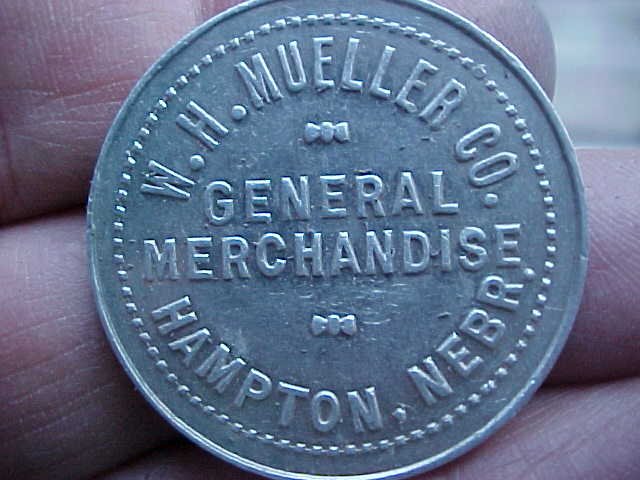 W. H. MUELLER CO.
GENERAL
MERCHANDISE
HAMPTON, NEBR.